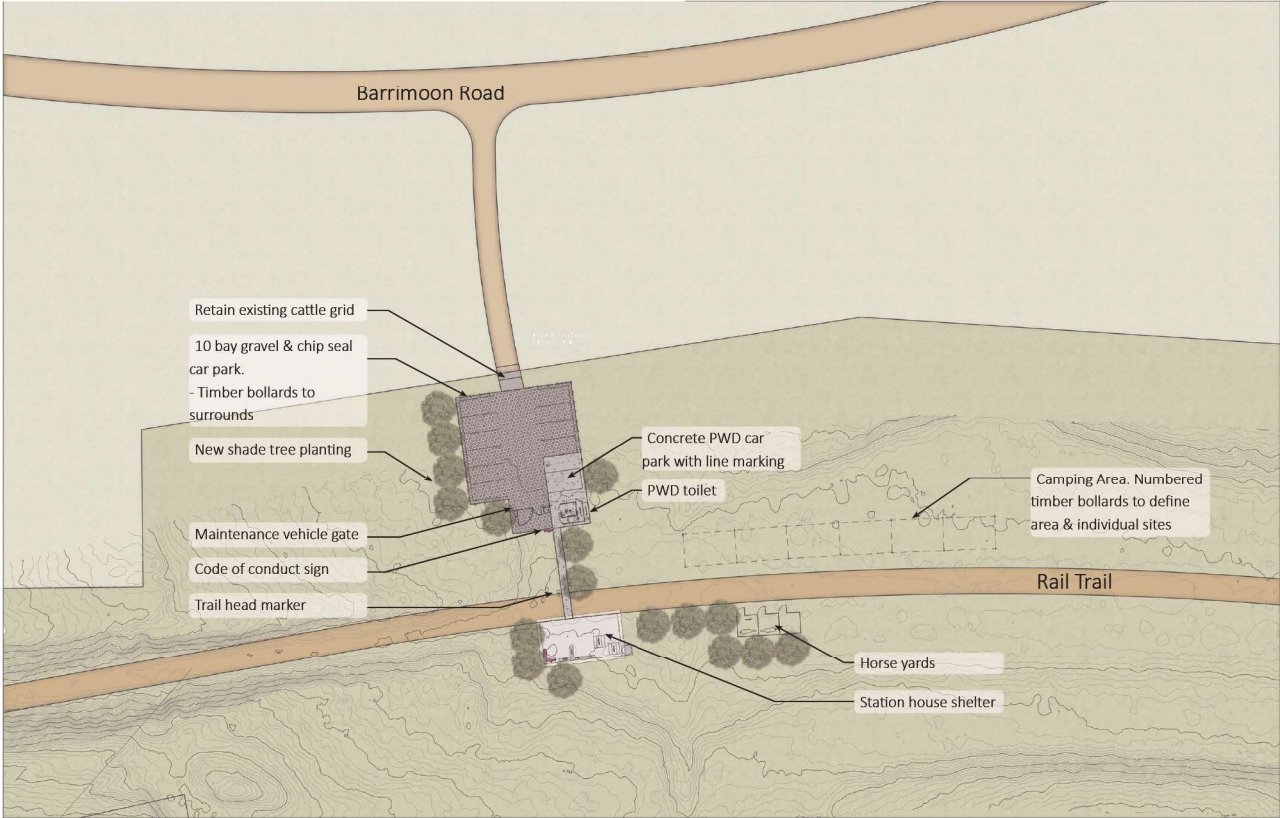 Barrimoon Road
Retain existing cattle grid
10 bay gravel & chip seal
car park.
- Timber bollards to
surrounds
New shade tree planting
Concrete PWD car
park with line marking
PWD toilet
Camping Area. Numbered
timber bollards to define
area & individual sites
Maintenance vehicle gate
Code of conduct sign
Trail head marker
Rail Trail
Horse yards
Station house shelter